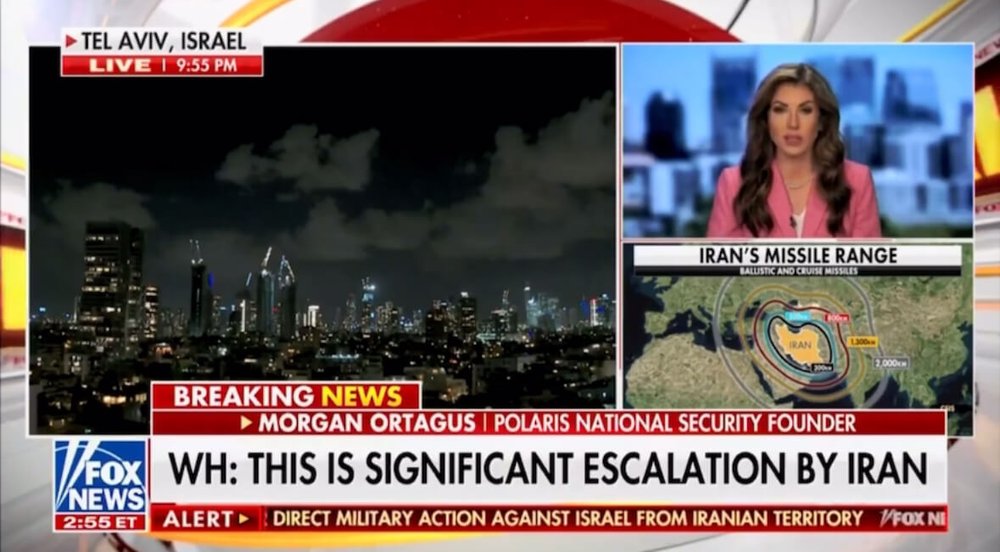 TEL AVIV, ISRAEL
LIVE | 9:55 PM
IRAN'S MISSILE RANGE
BALLISTIC AND CRUISE MISSILES
800KM
IRAN
1,300KM
300KM
2,000KM
BREAKING NEWS
MORGAN ORTAGUS | POLARIS NATIONAL SECURITY FOUNDER
FOX
NEWS
WH: THIS IS SIGNIFICANT ESCALATION BY IRAN
2:55 ET
ALERT DIRECT MILITARY ACTION AGAINST ISRAEL FROM IRANIAN TERRITORY FOX N